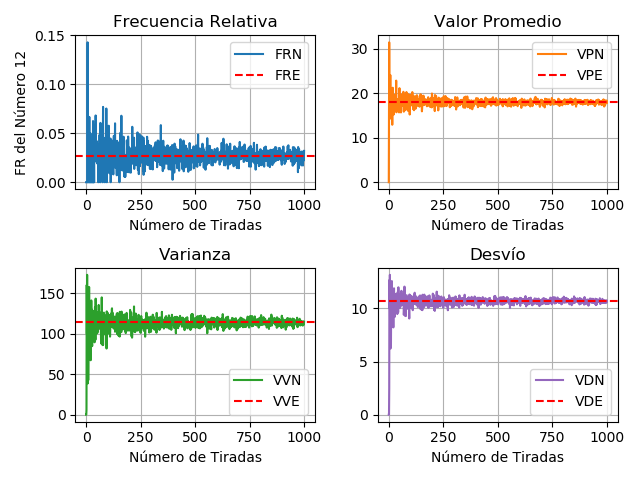 Frecuencia Relativa
FR del Número 12
0.15
0.10
0.05
0.00
FRN
FRE
0
250
500
750
1000
Número de Tiradas
Valor Promedio
30
20
10
0
VPN
VPE
0
250
500
750
1000
Número de Tiradas
Varianza
150
100
50
0
VVN
VVE
0
250
500
750
1000
Número de Tiradas
Desvío
10
5
0
VDN
VDE
0
250
500
750
1000
Número de Tiradas